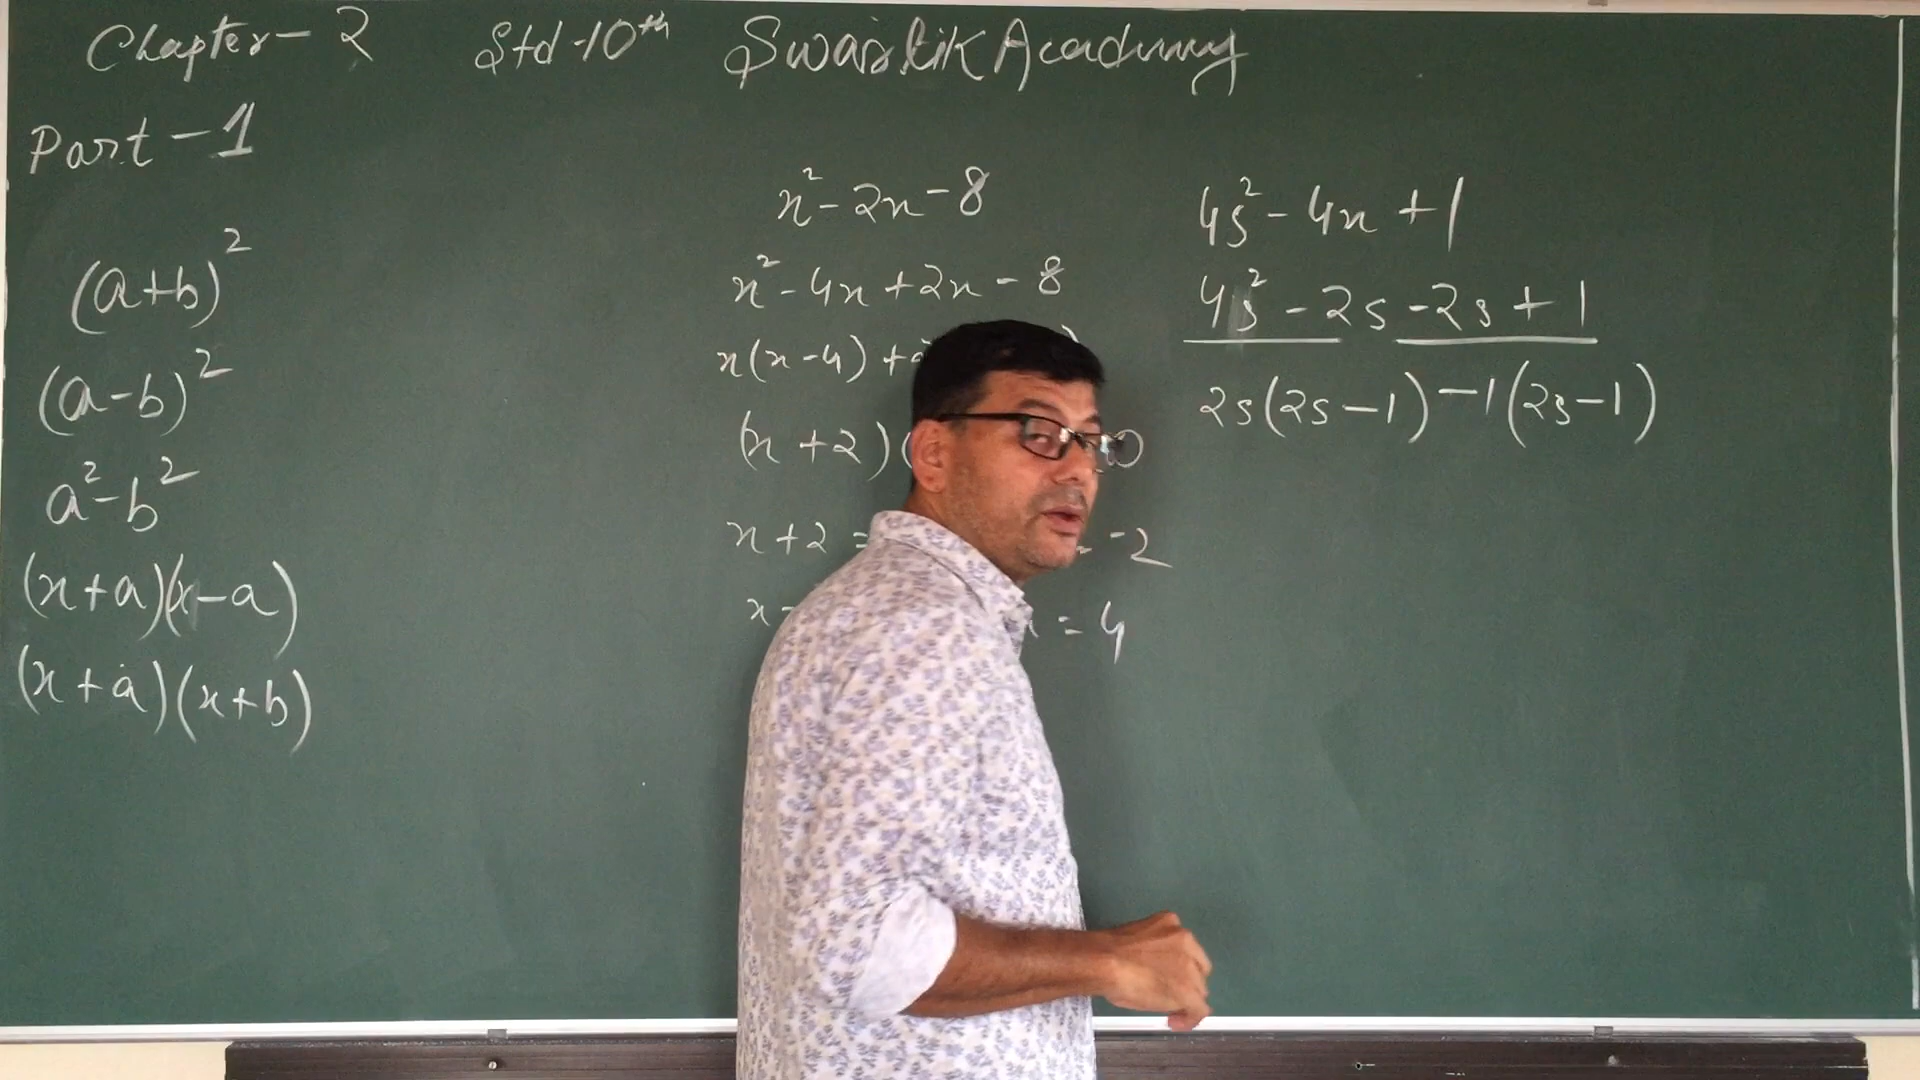 Chapter - 2 Std - 10th Swastik Academy
Part - 1
(a+b)²
(a-b)²
a²-b²
(x+a)(x-a)
(x+a)(x+b)
x²-2x-8
x²-4x+2x-8
x(x-4)+
(x+2)( 0
x+2 = -2
x- x = 4
4s²-4x+1
4s²-2s-2s+1
2s(2s-1)-1(2s-1)